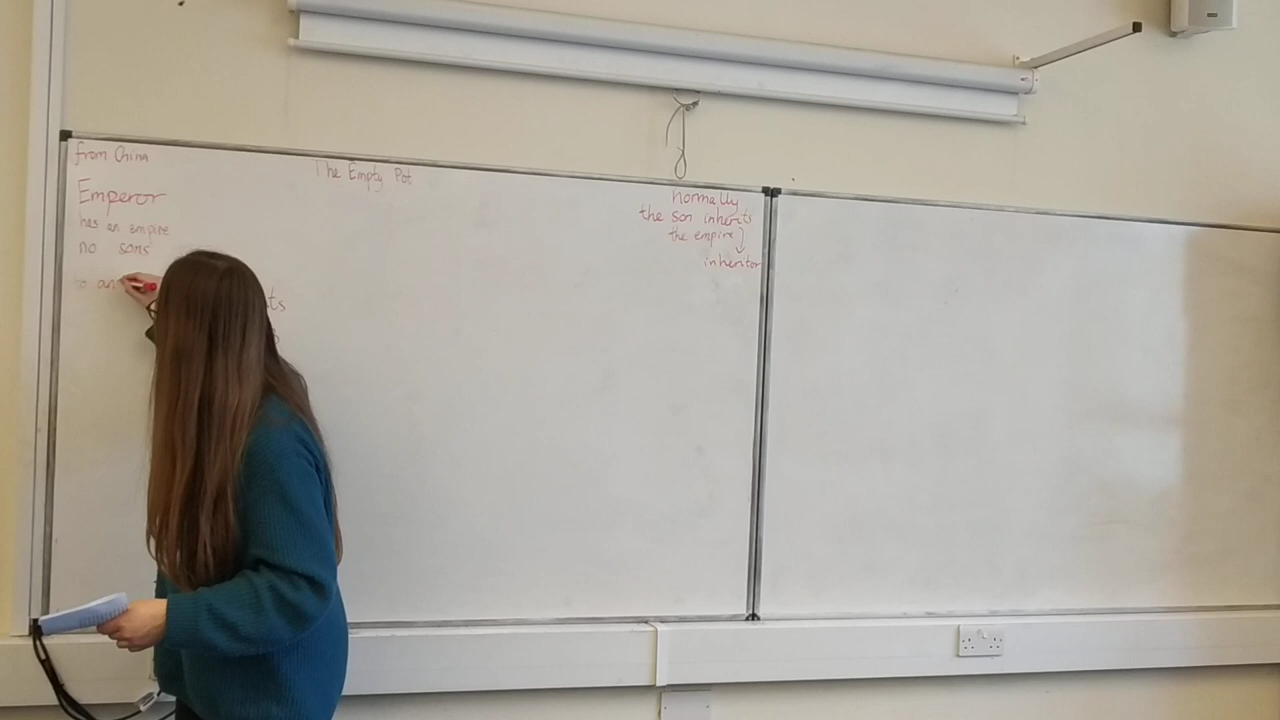 from China
The Empty Pot
Emperor
has an empire
no sons
normally
the son inherits
the empire
inheritor